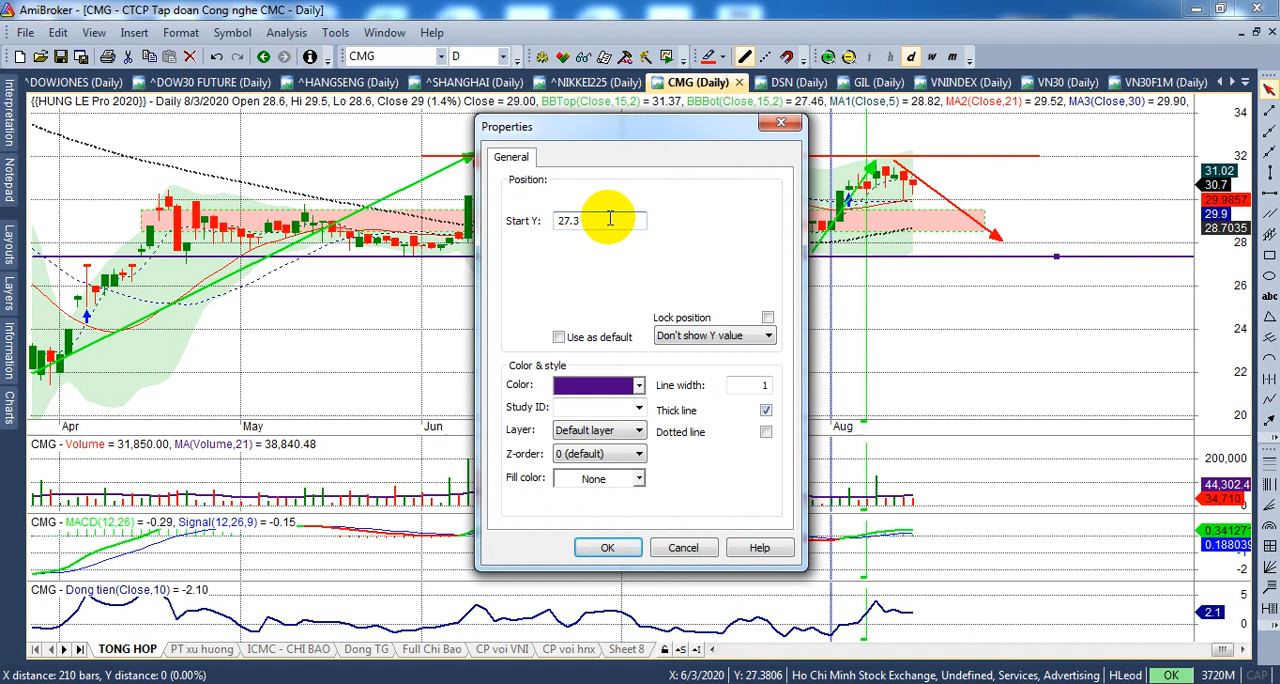 AmiBroker - [CMG - CTCP Tap doan Cong nghe CMC - Daily]
File Edit View Insert Format Symbol Analysis Tools Window Help
CMG D i h i d w m
^DOWJONES (Daily) ^DOW30 FUTURE (Daily) ^HANGSENG (Daily) ^SHANGHAI (Daily) ^NIKKEI225 (Daily) CMG (Daily) DSN (Daily) GIL (Daily) VNINDEX (Daily) VN30 (Daily) VN30F1M (Daily)
{{HUNG LE Pro 2020}} - Daily 8/3/2020 Open 28.6, Hi 29.5, Lo 28.6, Close 29 (1.4%) Close = 29.00, BBTop(Close,15,2) = 31.37, BBBot(Close,15,2) = 27.46, MA1(Close,5) = 28.82, MA2(Close,21) = 29.52, MA3(Close,30) = 29.90,
Interpretation
Notepad
Layouts
Layers
Information
Charts
Properties
General
Position:
Start Y: 27.3
Lock position
Use as default
Don't show Y value
Color & style
Color:
Line width: 1
Study ID:
Thick line
Layer: Default layer
Dotted line
Z-order: 0 (default)
Fill color: None
OK Cancel Help
34
32
31.02
30.7
29.9857
29.9
28.7035
28
26
24
22
20
Apr May Jun Aug
CMG - Volume = 31,850.00, MA(Volume,21) = 38,840.48
200,000
44,302.4
34,710
CMG - MACD(12,26) = -0.29, Signal(12,26,9) = -0.15
0.341271
0.188039
-1
-2
CMG - Dong tien(Close,10) = -2.10
5
2.1
0
TONG HOP PT xu huong ICMC - CHI BAO Dong TG Full Chi Bao CP voi VNI CP voi hnx Sheet 8
abc
X distance: 210 bars, Y distance: 0 (0.00%) X: 6/3/2020 Y: 27.3806 Ho Chi Minh Stock Exchange, Undefined, Services, Advertising HLeod OK 3720M CAP